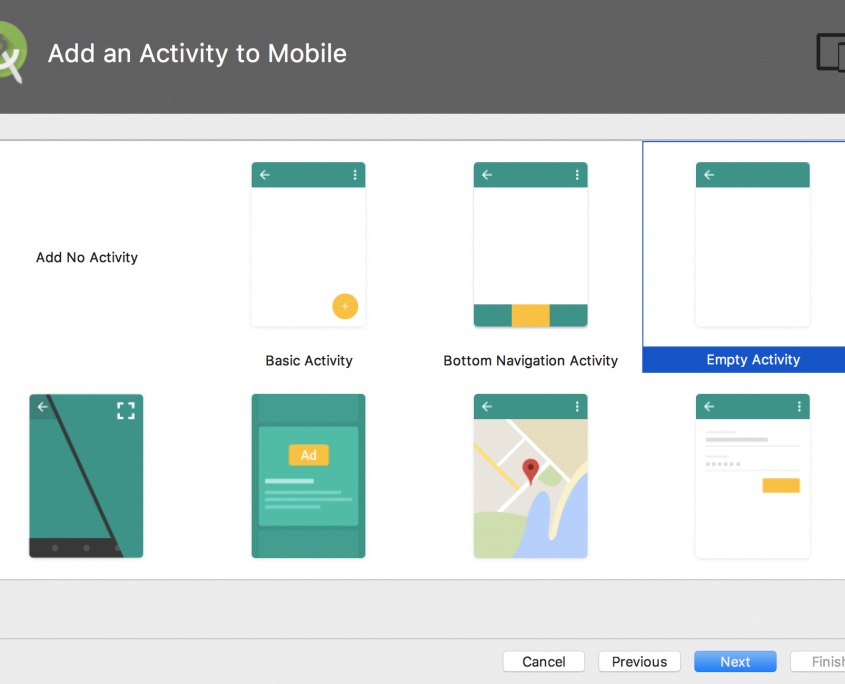 Add an Activity to Mobile
Add No Activity
Basic Activity
Bottom Navigation Activity
Empty Activity
Ad
Cancel
Previous
Next
Finish